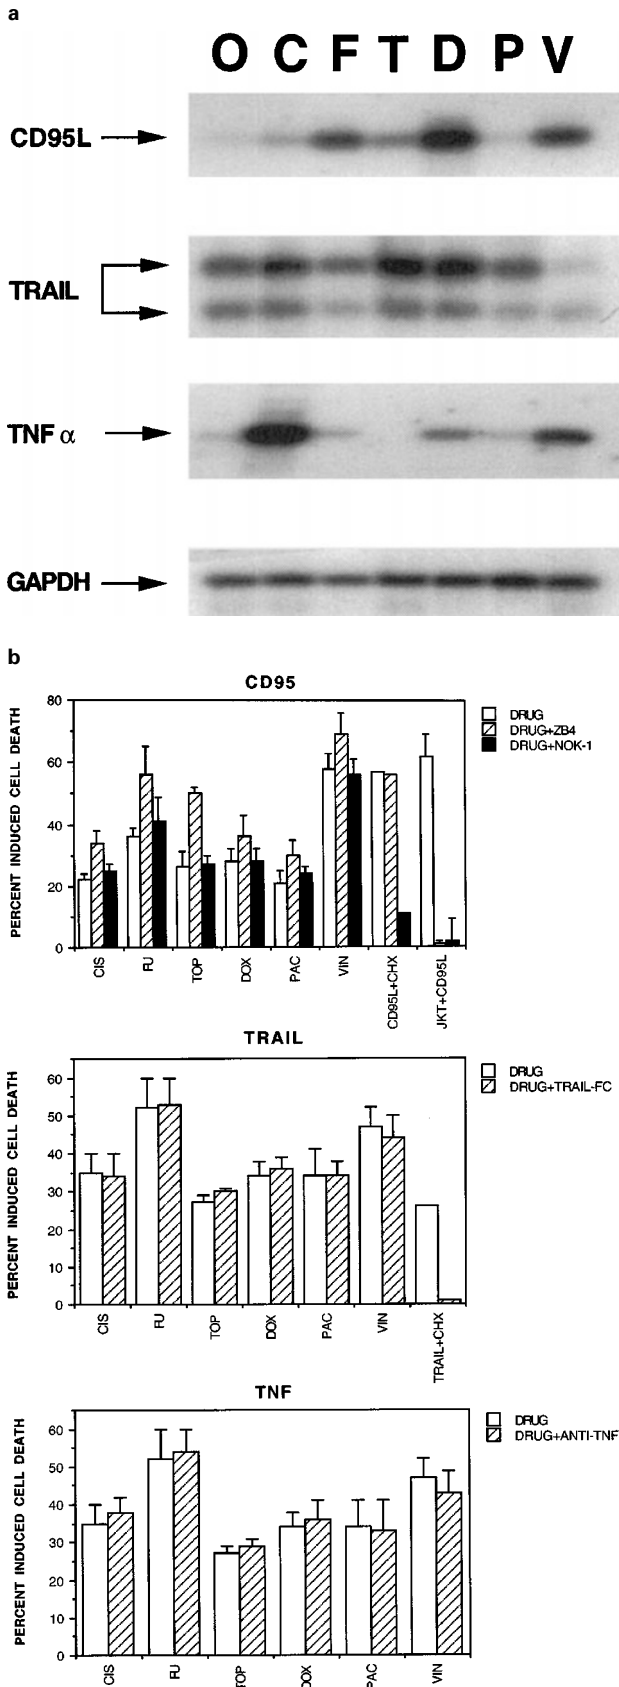 a
O C F T D P V
CD95L
TRAIL
TNF α
GAPDH
b
CD95
PERCENT INDUCED CELL DEATH
80
60
40
20
0
CIS
FU
TOP
DOX
PAC
VIN
CD95L+CHX
JKT+CD95L
DRUG
DRUG+ZB4
DRUG+NOK-1
TRAIL
PERCENT INDUCED CELL DEATH
60
50
40
30
20
10
0
CIS
FU
TOP
DOX
PAC
VIN
TRAIL+CHX
DRUG
DRUG+TRAIL-FC
TNF
PERCENT INDUCED CELL DEATH
60
50
40
30
20
10
0
CIS
FU
TOP
DOX
PAC
VIN
DRUG
DRUG+ANTI-TNF